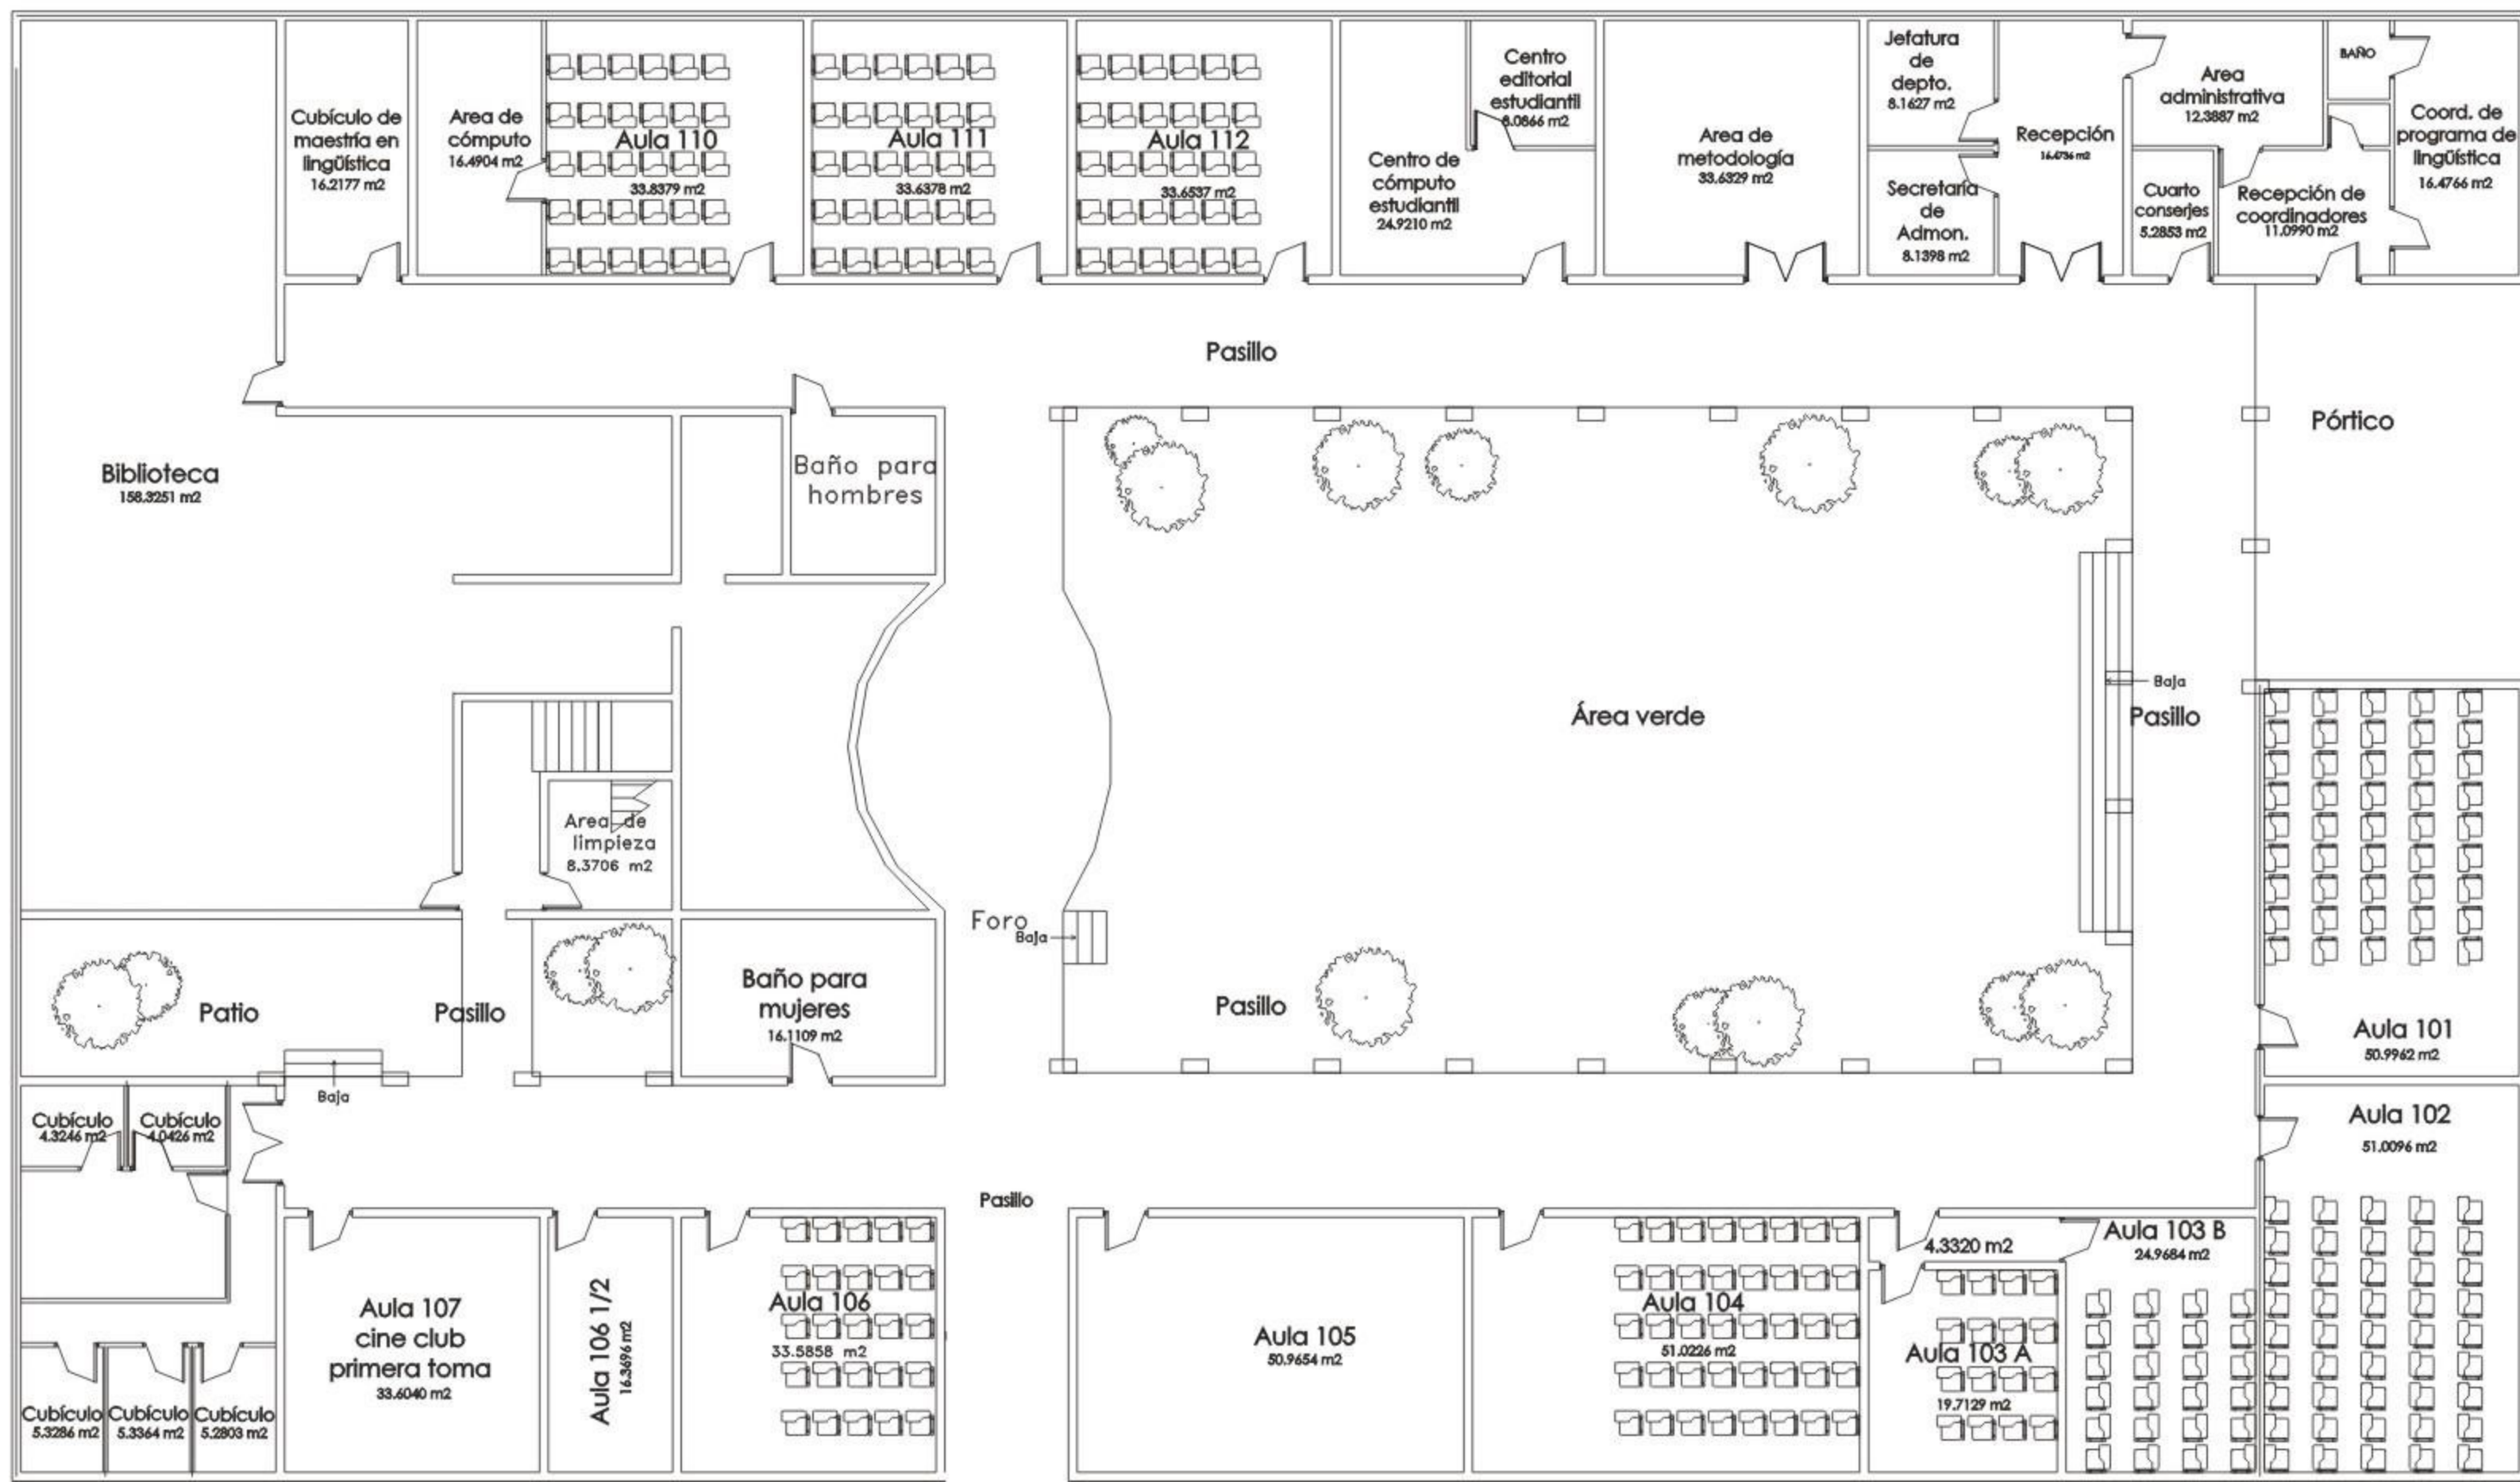 Cubículo de
maestría en
lingüística
16.2177 m2
Area de
cómputo
16.4904 m2
Aula 110
33.8379 m2
Aula 111
33.6378 m2
Aula 112
33.6537 m2
Centro de
cómputo
estudiantil
24.9210 m2
Centro
editorial
estudiantil
8.0866 m2
Area de
metodología
33.6329 m2
Jefatura
de
depto.
8.1627 m2
Secretaría
de
Admon.
8.1398 m2
Recepción
16.4736 m2
Area
administrativa
12.3887 m2
BAÑO
Coord. de
programa de
lingüística
16.4766 m2
Cuarto
conserjes
5.2853 m2
Recepción de
coordinadores
11.0990 m2
Pasillo
Pórtico
Biblioteca
158.3251 m2
Baño para
hombres
Área verde
Baja
Pasillo
Area de
limpieza
8.3706 m2
Foro
Baja
Patio
Pasillo
Baño para
mujeres
16.1109 m2
Pasillo
Aula 101
50.9962 m2
Baja
Cubículo
4.3246 m2
Cubículo
4.0426 m2
Aula 102
51.0096 m2
Pasillo
Aula 107
cine club
primera toma
33.6040 m2
Aula 106 1/2
16.3696 m2
Aula 106
33.5858 m2
Aula 105
50.9654 m2
Aula 104
51.0226 m2
4.3320 m2
Aula 103 B
24.9684 m2
Aula 103 A
19.7129 m2
Cubículo
5.3286 m2
Cubículo
5.3364 m2
Cubículo
5.2803 m2